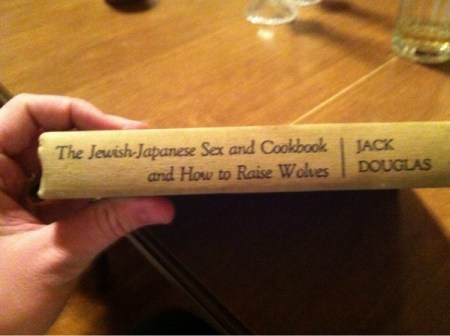 The Jewish-Japanese Sex and Cookbook
and How to Raise Wolves
JACK
DOUGLAS